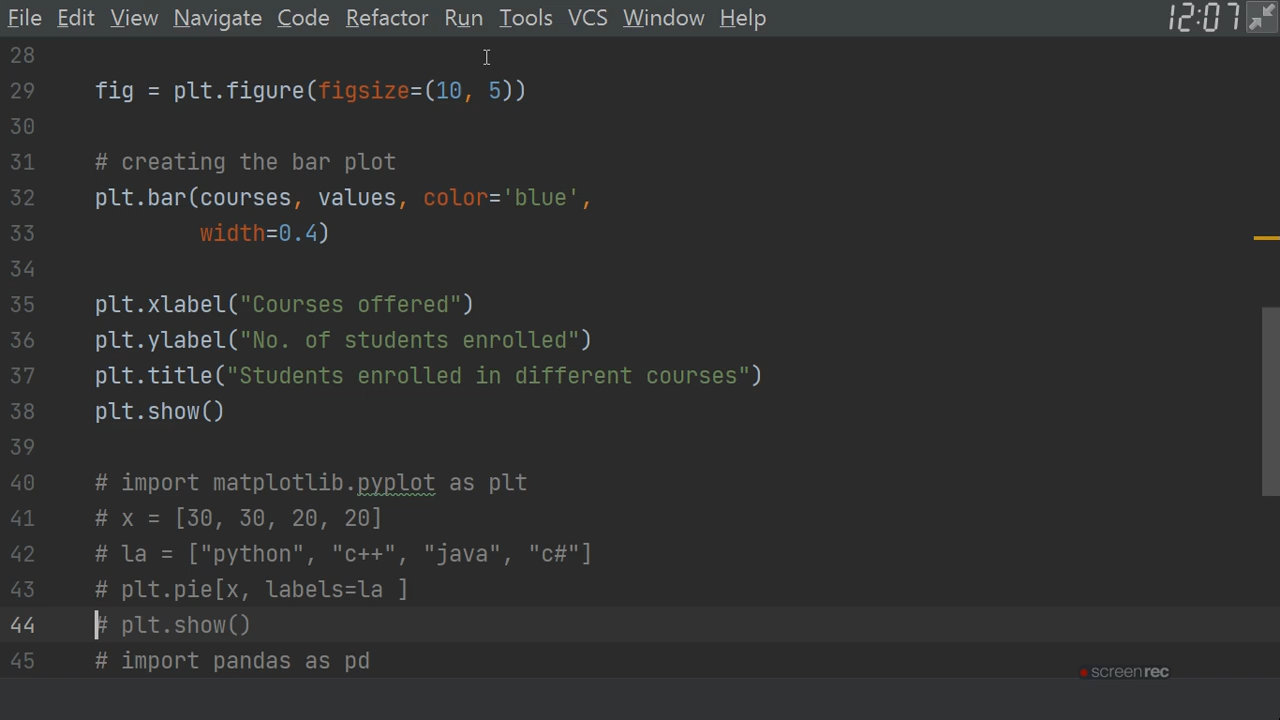 File Edit View Navigate Code Refactor Run Tools VCS Window Help 12:07
28
29 fig = plt.figure(figsize=(10, 5))
30
31 # creating the bar plot
32 plt.bar(courses, values, color='blue',
33 width=0.4)
34
35 plt.xlabel("Courses offered")
36 plt.ylabel("No. of students enrolled")
37 plt.title("Students enrolled in different courses")
38 plt.show()
39
40 # import matplotlib.pyplot as plt
41 # x = [30, 30, 20, 20]
42 # la = ["python", "c++", "java", "c#"]
43 # plt.pie[x, labels=la ]
44 # plt.show()
45 # import pandas as pd
screenrec